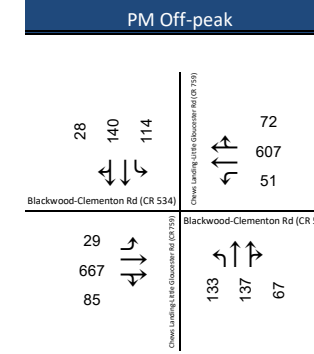 PM Off-peak
28
140
114
Blackwood-Clementon Rd (CR 534)
Chews Landing-Little Gloucester Rd (CR 759)
72
607
51
29
667
85
Chews Landing-Little Gloucester Rd (CR 759)
Blackwood-Clementon Rd (CR 5
133
137
67